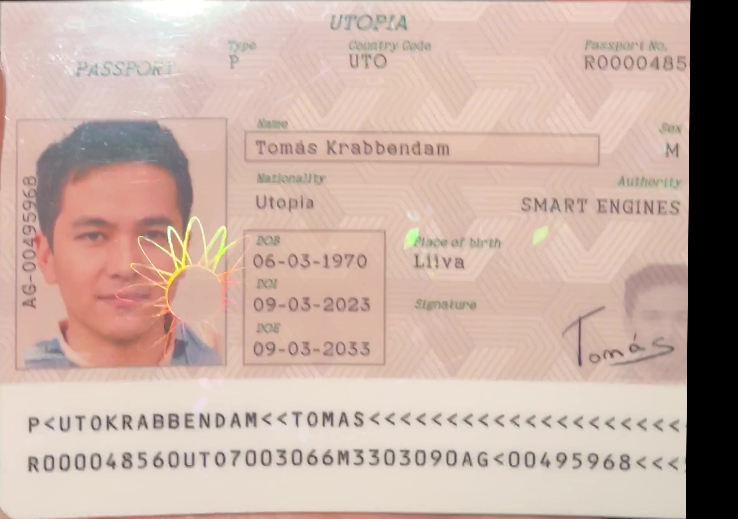 UTOPIA
PASSPORT
Type
P
Country Code
UTO
Passport No.
R0000485
Name
Tomás Krabbendam
Sex
M
Nationality
Utopia
Authority
SMART ENGINES
DOB
06-03-1970
Place of birth
Liiva
DOI
09-03-2023
Signature
DOE
09-03-2033
Tomás
AG-00495968
P<UTOKRABBENDAM<<TOMAS<<<<<<<<<<<<<<<<<<<<<
R000048560UTO7003066M3303090AG<00495968<<<